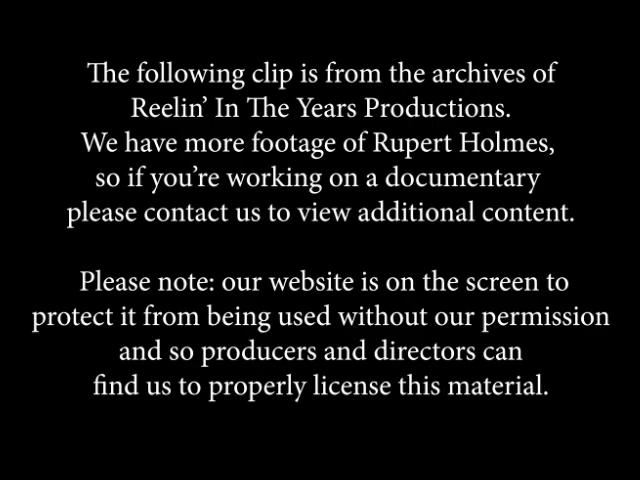 The following clip is from the archives of
Reelin’ In The Years Productions.
We have more footage of Rupert Holmes,
so if you’re working on a documentary
please contact us to view additional content.
Please note: our website is on the screen to
protect it from being used without our permission
and so producers and directors can
find us to properly license this material.